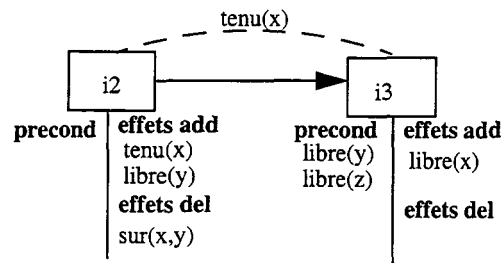 tenu(x)
i2
i3
precond
effets add
tenu(x)
libre(y)
effets del
sur(x,y)
precond
libre(y)
libre(z)
effets add
libre(x)
effets del